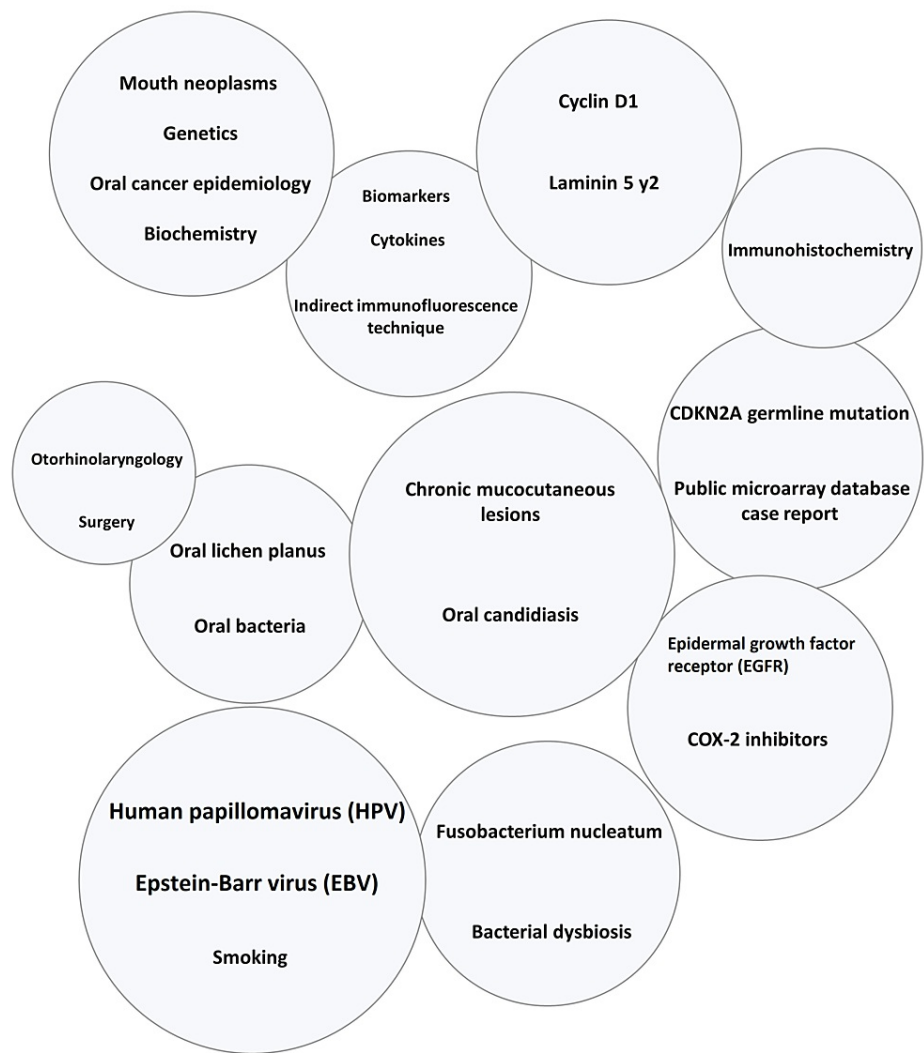 Mouth neoplasms
Genetics
Oral cancer epidemiology
Biochemistry
Cyclin D1
Laminin 5 y2
Biomarkers
Cytokines
Indirect immunofluorescence
technique
Immunohistochemistry
CDKN2A germline mutation
Public microarray database
case report
Otorhinolaryngology
Surgery
Oral lichen planus
Oral bacteria
Chronic mucocutaneous
lesions
Oral candidiasis
Epidermal growth factor
receptor (EGFR)
COX-2 inhibitors
Human papillomavirus (HPV)
Epstein-Barr virus (EBV)
Smoking
Fusobacterium nucleatum
Bacterial dysbiosis